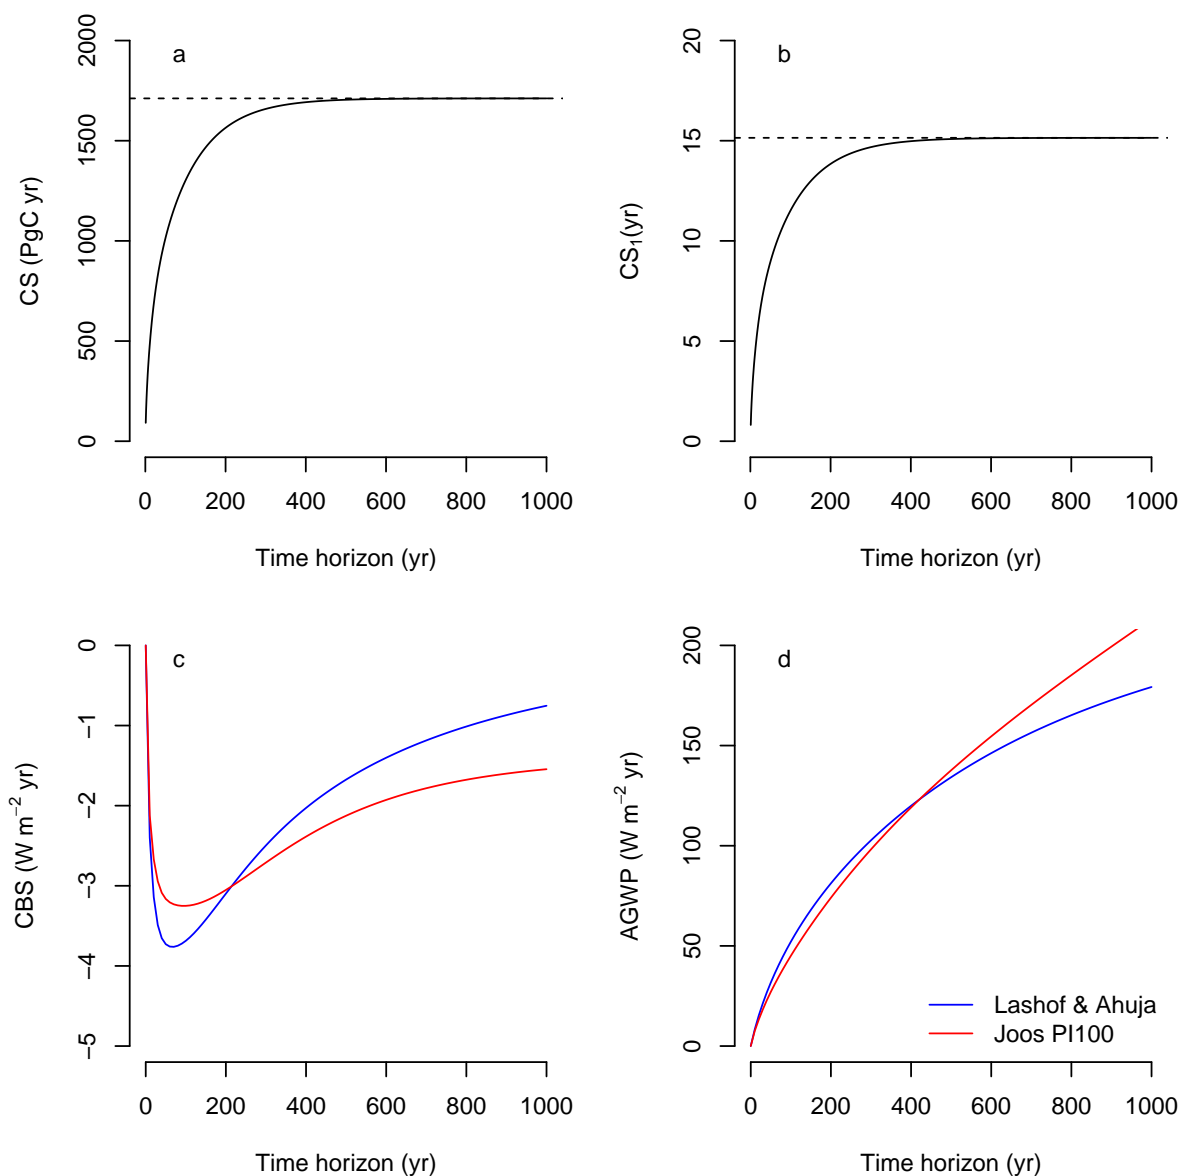 a
2000
1500
1000
500
0
CS (PgC yr)
0 200 400 600 800 1000
Time horizon (yr)
b
20
15
10
5
0
CS₁(yr)
0 200 400 600 800 1000
Time horizon (yr)
c
0
−1
−2
−3
−4
−5
CBS (W m⁻² yr)
0 200 400 600 800 1000
Time horizon (yr)
d
200
150
100
50
0
AGWP (W m⁻² yr)
Lashof & Ahuja
Joos PI100
0 200 400 600 800 1000
Time horizon (yr)